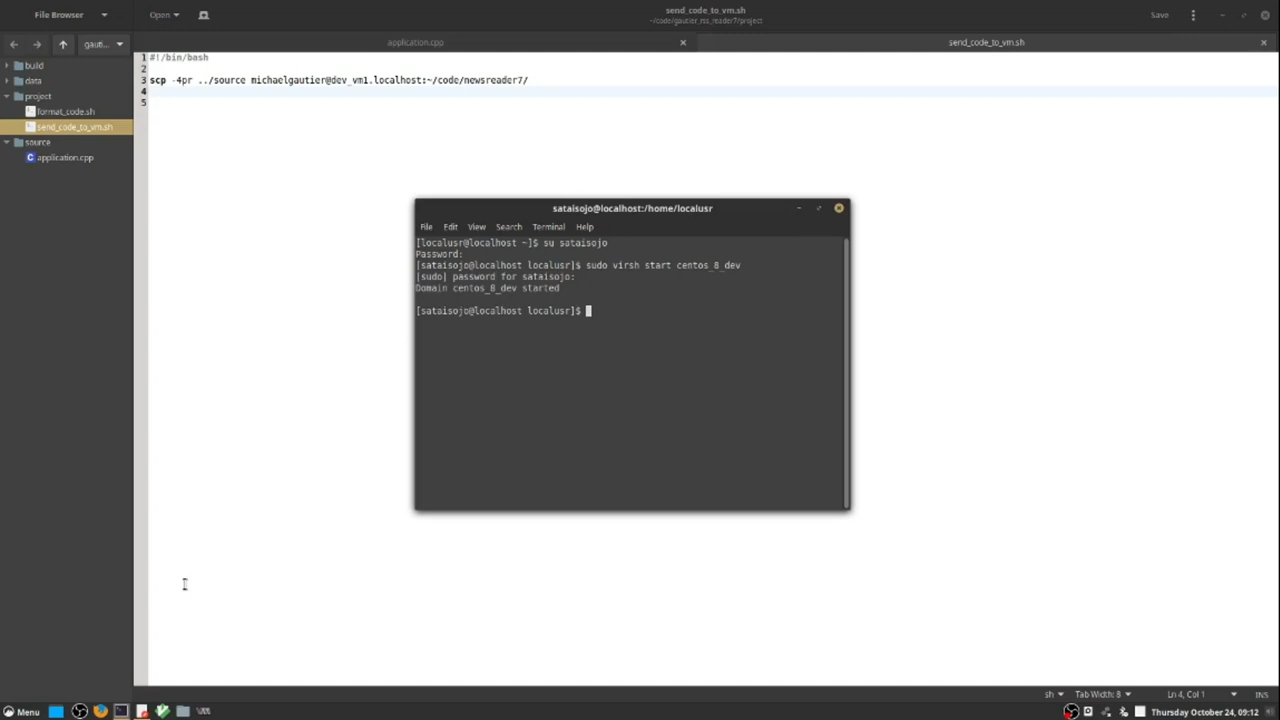 File Browser
Open
send_code_to_vm.sh
~/code/gautier_rss_reader7/project
Save
gauti...
application.cpp
send_code_to_vm.sh
build
data
project
format_code.sh
send_code_to_vm.sh
source
application.cpp
1 #!/bin/bash
2
3 scp -4pr ../source michaelgautier@dev_vm1.localhost:~/code/newsreader7/
4
5
sataisojo@localhost:/home/localusr
File Edit View Search Terminal Help
[localusr@localhost ~]$ su sataisojo
Password:
[sataisojo@localhost localusr]$ sudo virsh start centos_8_dev
[sudo] password for sataisojo:
Domain centos_8_dev started
[sataisojo@localhost localusr]$
sh Tab Width: 8 Ln 4, Col 1 INS
Menu
Thursday October 24, 09:12